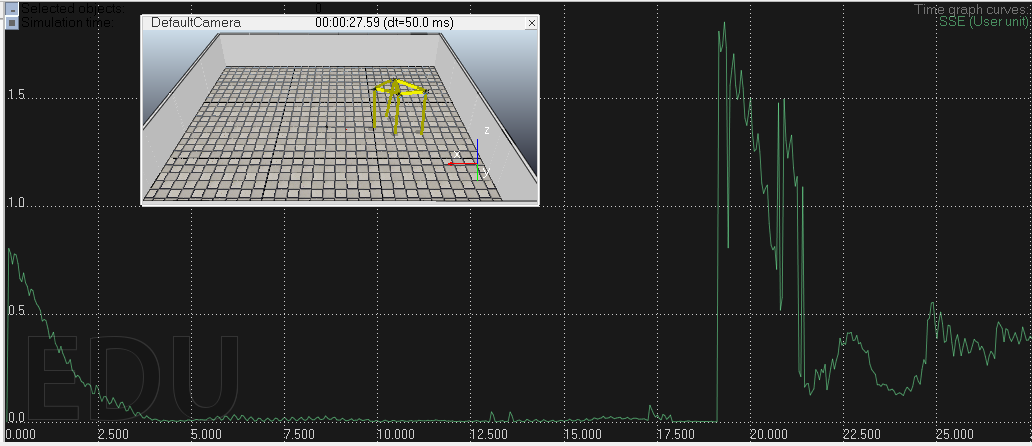 Selected objects: 0
Simulation time:
DefaultCamera 00:00:27.59 (dt=50.0 ms)
Time graph curves:
SSE (User unit)
1.5
1.0
0.5
0.0
z
x
y
EDU
0.000 2.500 5.000 7.500 10.000 12.500 15.000 17.500 20.000 22.500 25.000